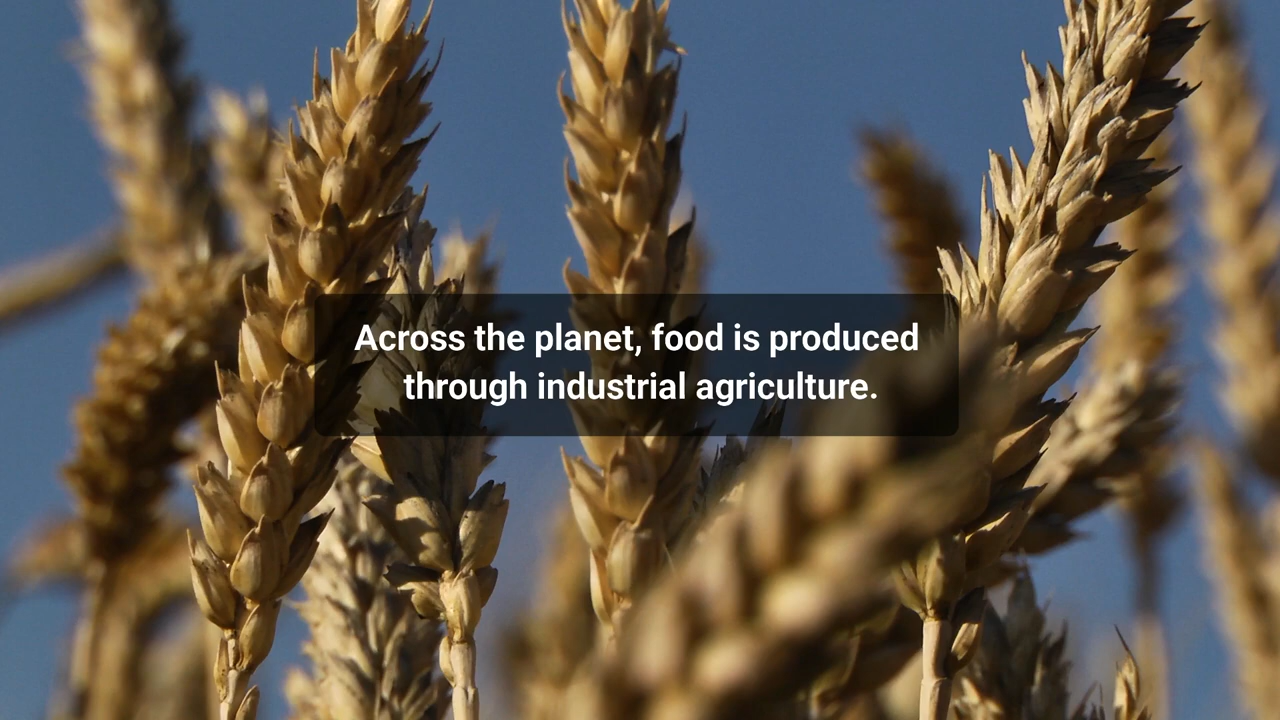 Across the planet, food is produced
through industrial agriculture.